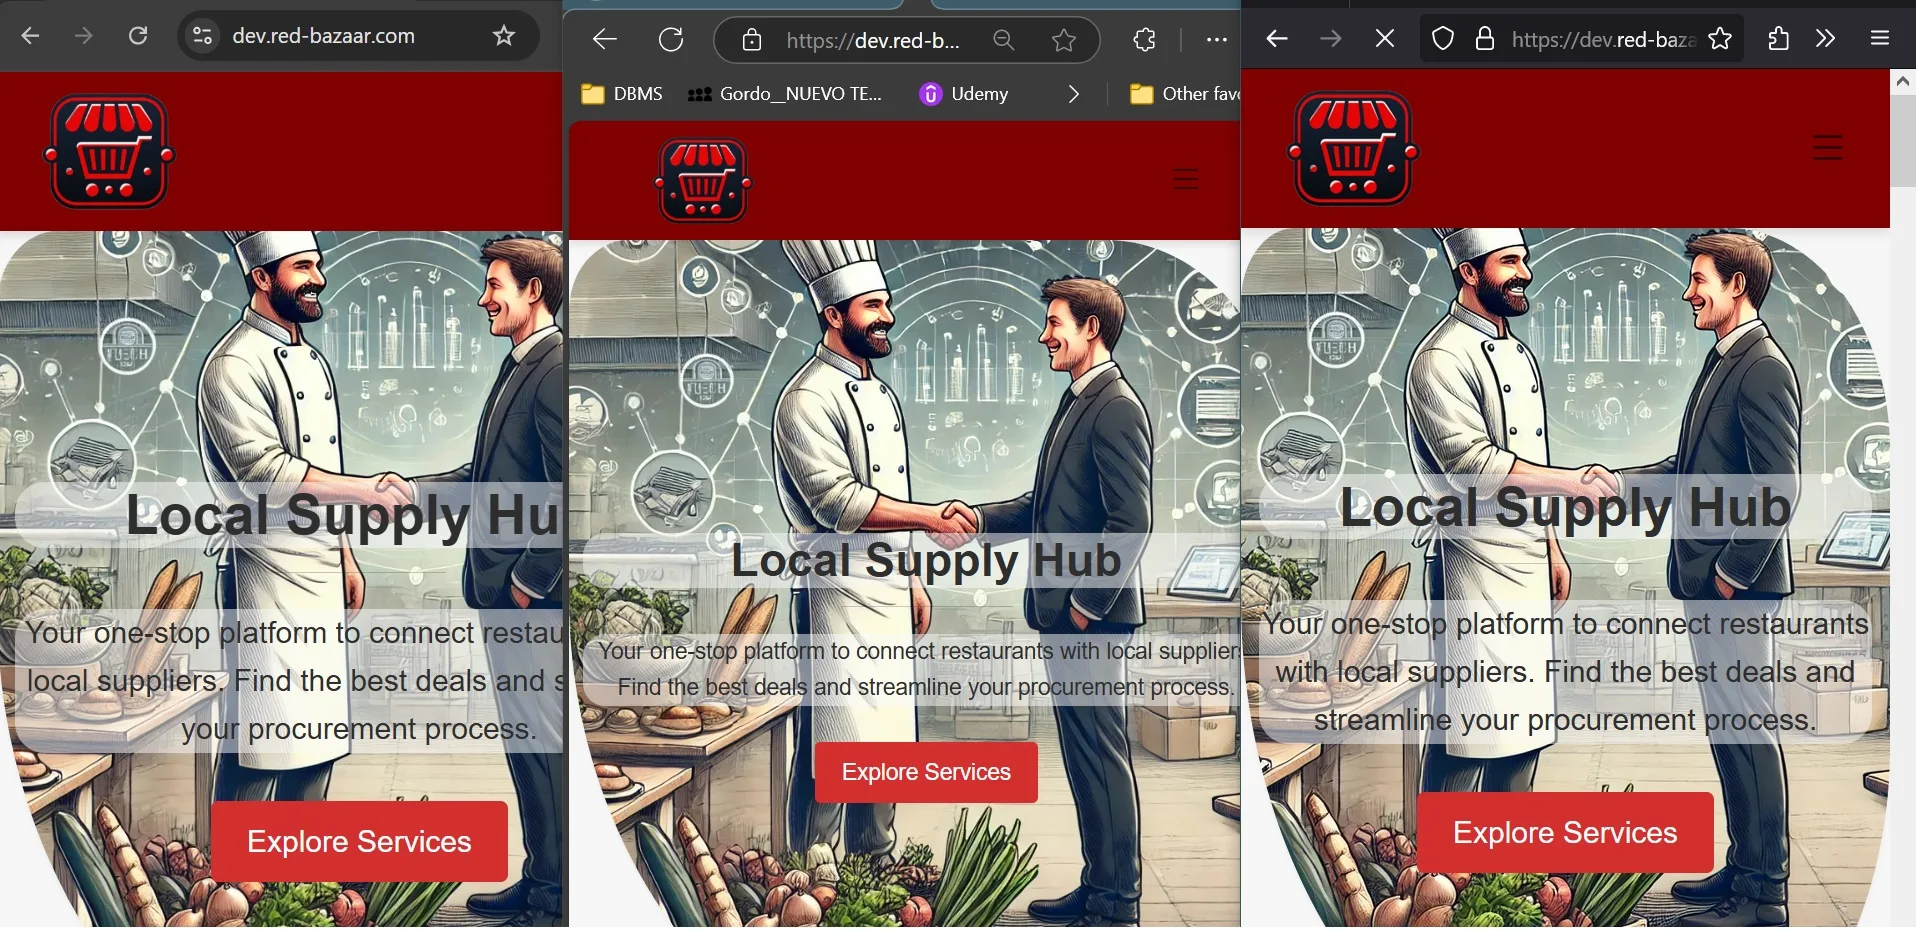 dev.red-bazaar.com
Local Supply Hu
Your one-stop platform to connect restau
local suppliers. Find the best deals and s
your procurement process.
Explore Services
https://dev.red-b...
DBMS
Gordo__NUEVO TE...
Udemy
Other favo
Local Supply Hub
Your one-stop platform to connect restaurants with local suppliers
Find the best deals and streamline your procurement process.
Explore Services
https://dev.red-baza
Local Supply Hub
Your one-stop platform to connect restaurants
with local suppliers. Find the best deals and
streamline your procurement process.
Explore Services